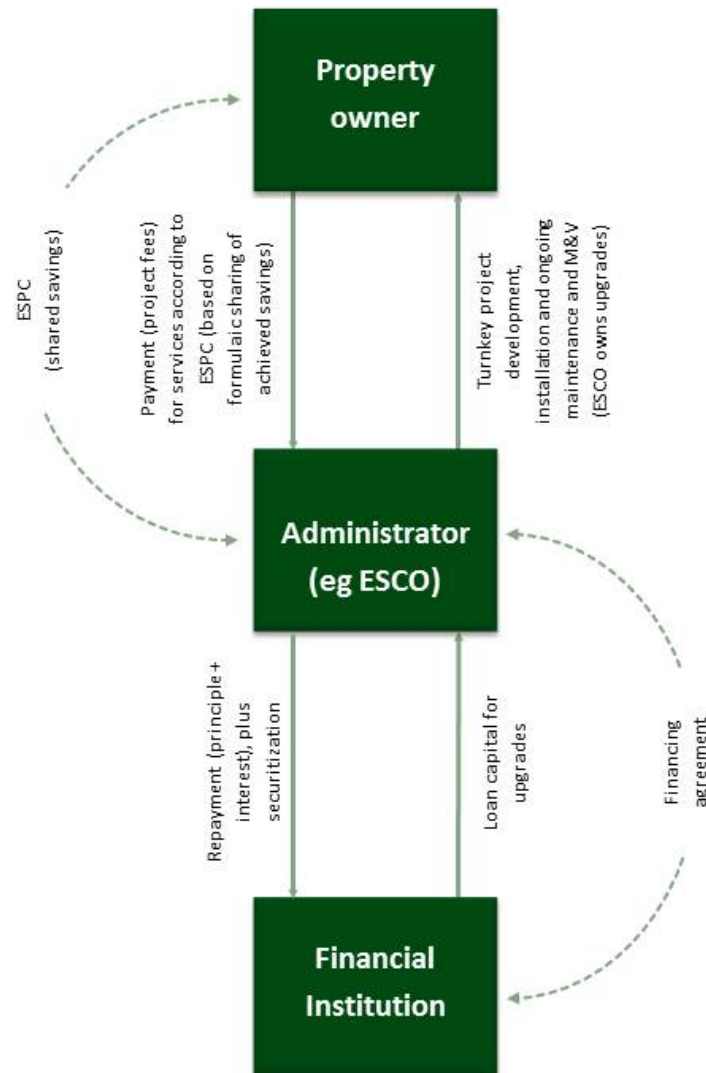 Property
owner
ESPC
(shared savings)
Payment (project fees)
for services according to
ESPC (based on
formulaic sharing of
achieved savings)
Turnkey project
development,
installation and ongoing
maintenance and M&V
(ESCO owns upgrades)
Administrator
(eg ESCO)
Repayment (principle +
interest), plus
securitization
Loan capital for
upgrades
Financing
agreement
Financial
Institution